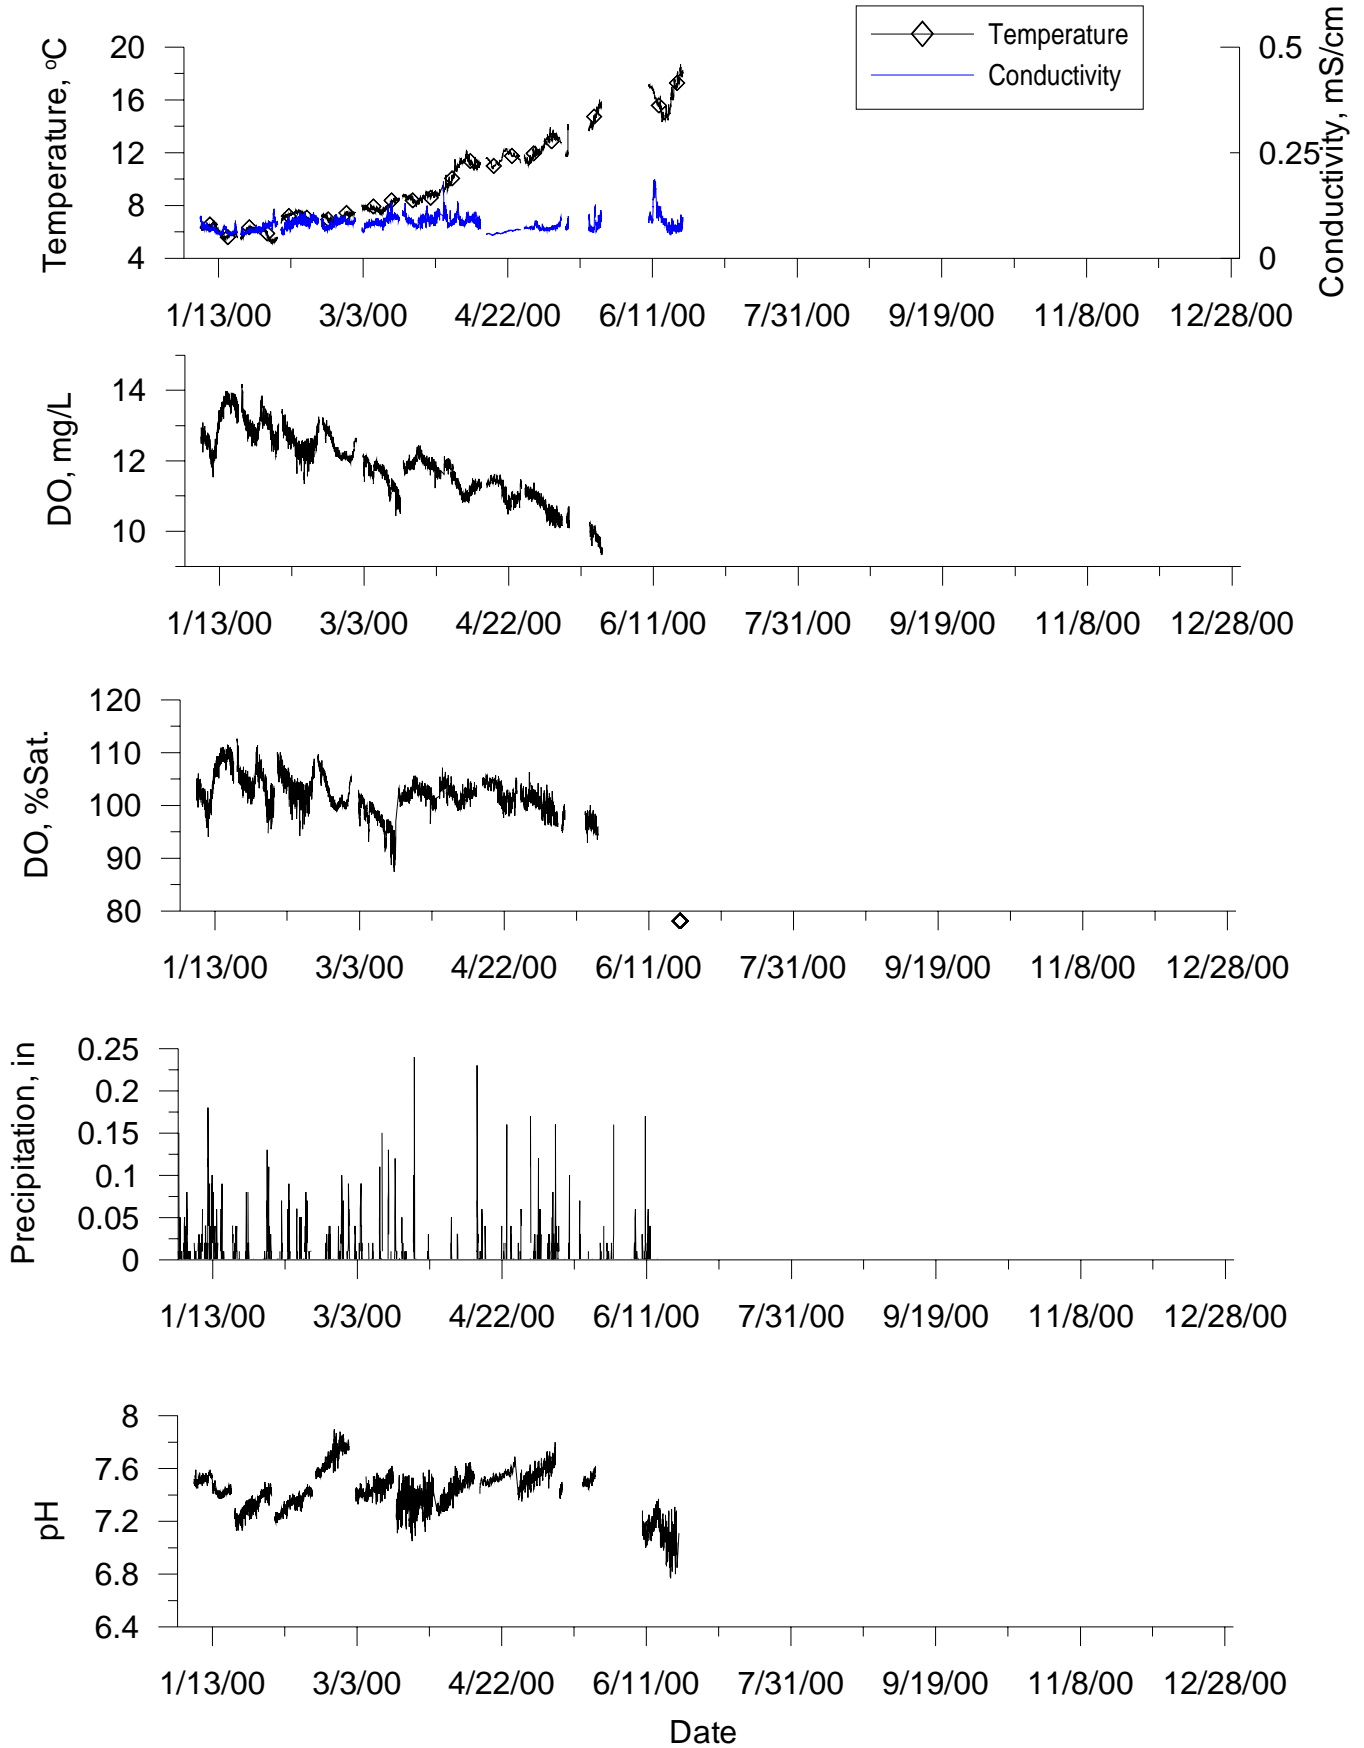 Temperature
Conductivity
Temperature, ºC
20
16
12
8
4
0.5
0.25
0
Conductivity, mS/cm
1/13/00 3/3/00 4/22/00 6/11/00 7/31/00 9/19/00 11/8/00 12/28/00
DO, mg/L
14
12
10
1/13/00 3/3/00 4/22/00 6/11/00 7/31/00 9/19/00 11/8/00 12/28/00
DO, %Sat.
120
110
100
90
80
1/13/00 3/3/00 4/22/00 6/11/00 7/31/00 9/19/00 11/8/00 12/28/00
Precipitation, in
0.25
0.2
0.15
0.1
0.05
0
1/13/00 3/3/00 4/22/00 6/11/00 7/31/00 9/19/00 11/8/00 12/28/00
pH
8
7.6
7.2
6.8
6.4
1/13/00 3/3/00 4/22/00 6/11/00 7/31/00 9/19/00 11/8/00 12/28/00
Date